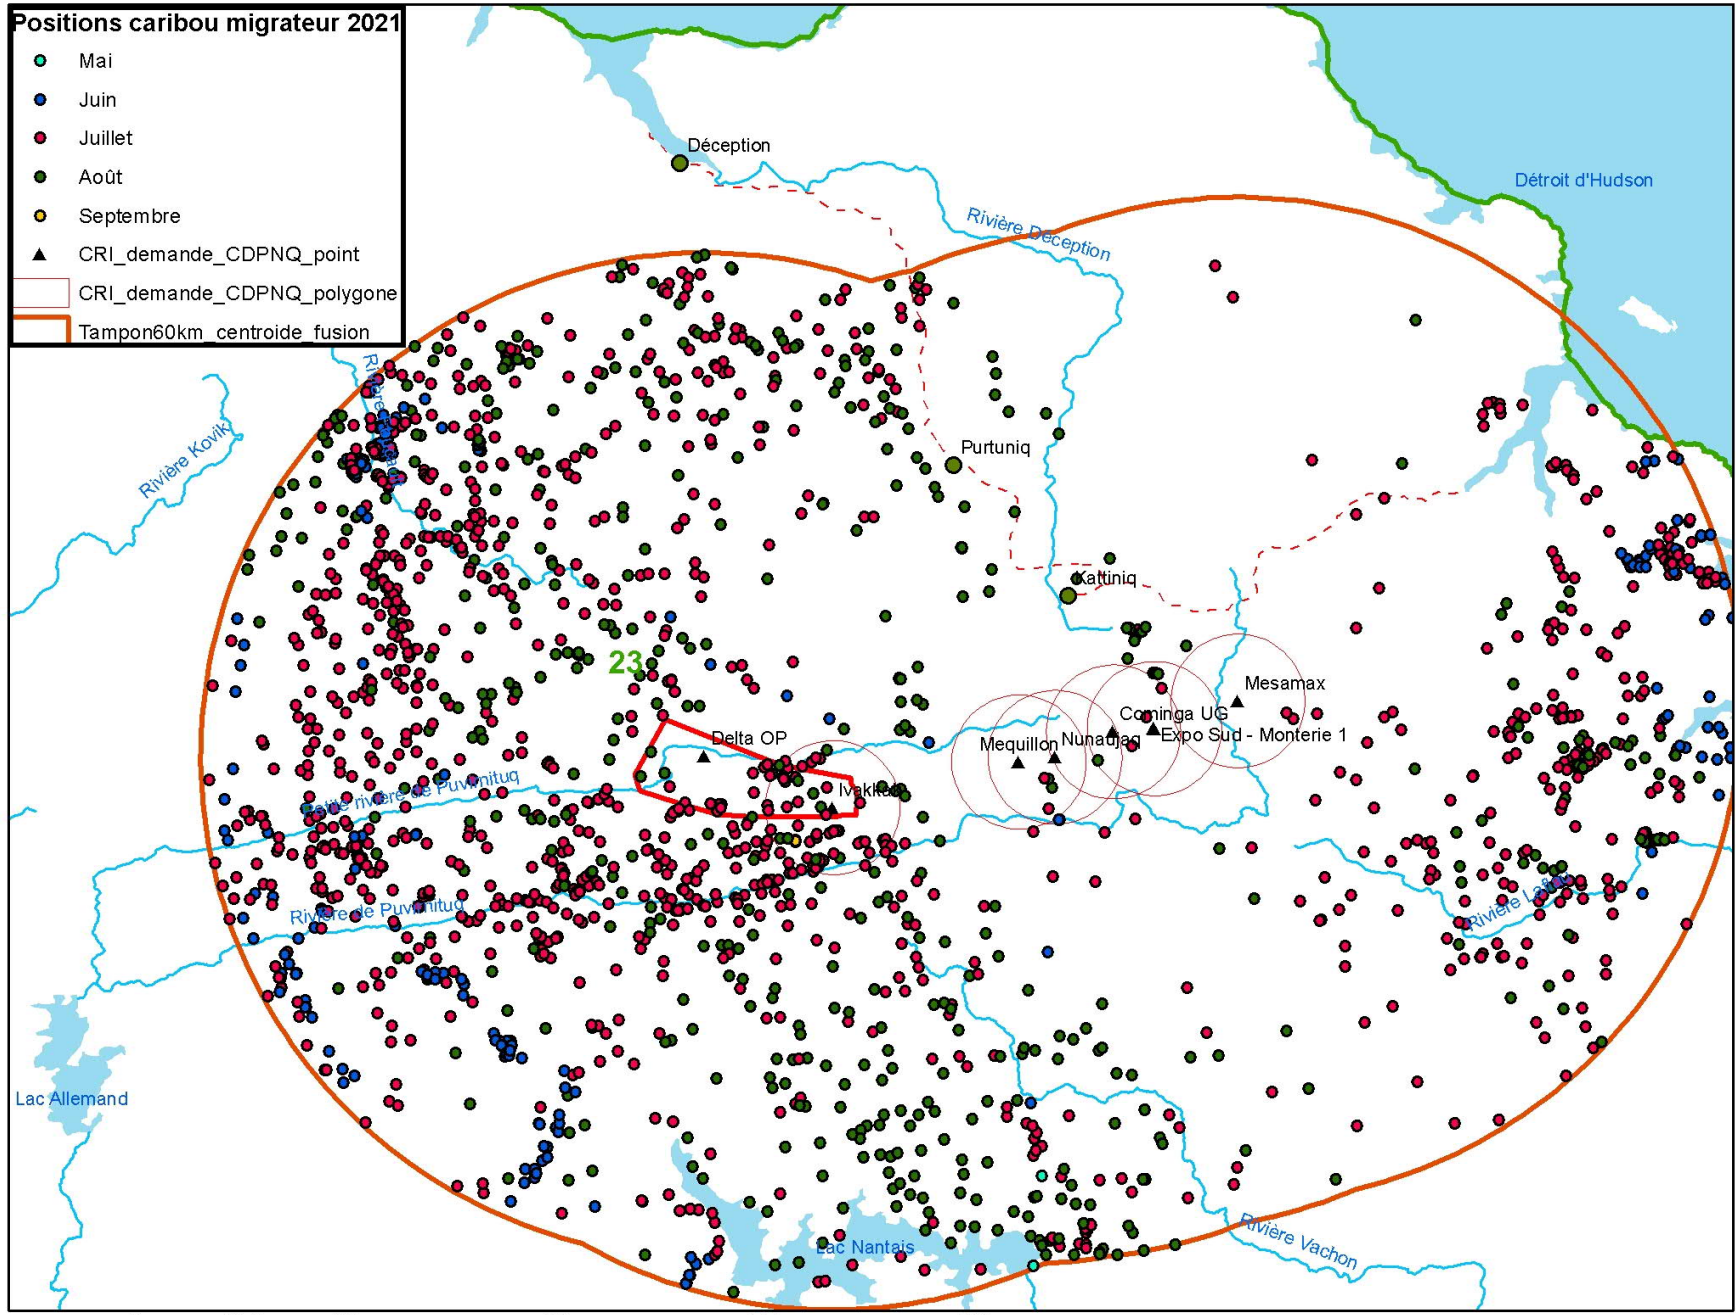 Positions caribou migrateur 2021
Mai
Juin
Juillet
Août
Septembre
CRI_demande_CDPNQ_point
CRI_demande_CDPNQ_polygone
Tampon60km_centroide_fusion
Déception
Détroit d'Hudson
Rivière Déception
Rivière Kovik
Purtuniq
Kattiniq
23
Mesamax
Cominga UG
Expo Sud - Monterie 1
Mequillon
Nunavjaq
Delta OP
Petite rivière de Puvirnituq
Rivière de Puvirnituq
Rivière
Lac Allemand
Lac Nantais
Rivière Vachon